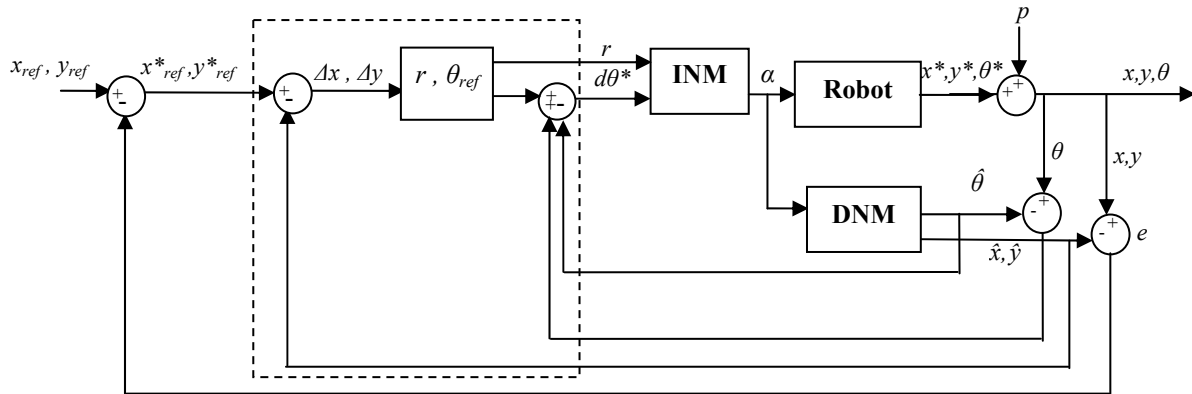 p
x_ref , y_ref
x*_ref,y*_ref
Δx , Δy
r , θ_ref
r
dθ*
INM
α
Robot
x*,y*,θ*
x,y,θ
+
-
+
-
+
+
-
+
+
θ
x,y
DNM
θ̂
-
+
x̂, ŷ
-
+
e